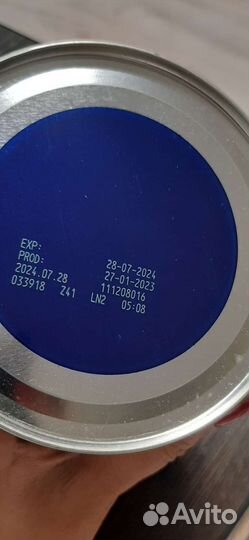 EXP: 28-07-2024
PROD: 27-01-2023
2024.07.28 111208016
033918 Z41 LN2 05:08
Avito